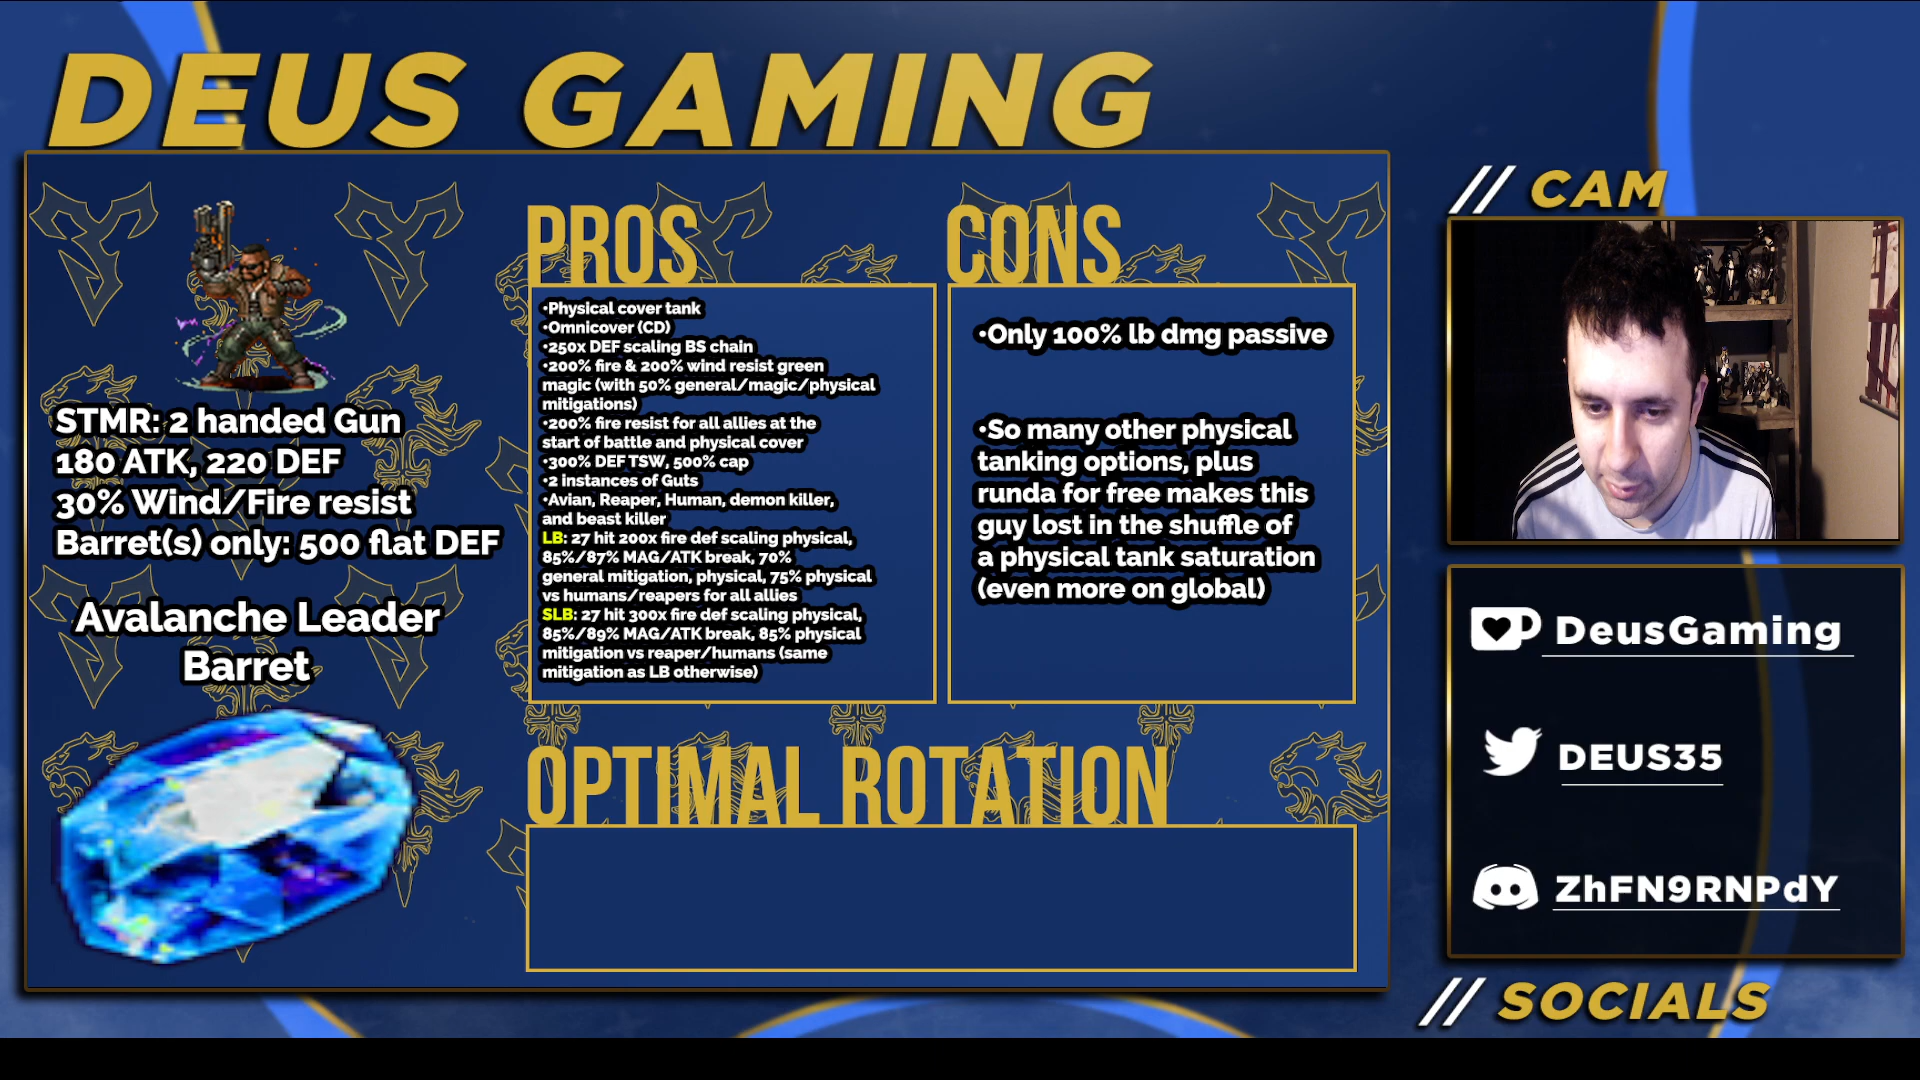 DEUS GAMING
STMR: 2 handed Gun
180 ATK, 220 DEF
30% Wind/Fire resist
Barret(s) only: 500 flat DEF
Avalanche Leader
Barret
PROS
•Physical cover tank
•Omnicover (CD)
•250x DEF scaling BS chain
•200% fire & 200% wind resist green
magic (with 50% general/magic/physical
mitigations)
•200% fire resist for all allies at the
start of battle and physical cover
•300% DEF TSW, 500% cap
•2 instances of Guts
•Avian, Reaper, Human, demon killer,
and beast killer
LB: 27 hit 200x fire def scaling physical,
85%/87% MAG/ATK break, 70%
general mitigation, physical, 75% physical
vs humans/reapers for all allies
SLB: 27 hit 300x fire def scaling physical,
85%/89% MAG/ATK break, 85% physical
mitigation vs reaper/humans (same
mitigation as LB otherwise)
CONS
•Only 100% lb dmg passive
•So many other physical
tanking options, plus
runda for free makes this
guy lost in the shuffle of
a physical tank saturation
(even more on global)
OPTIMAL ROTATION
// CAM
DeusGaming
DEUS35
ZhFN9RNPdY
// SOCIALS